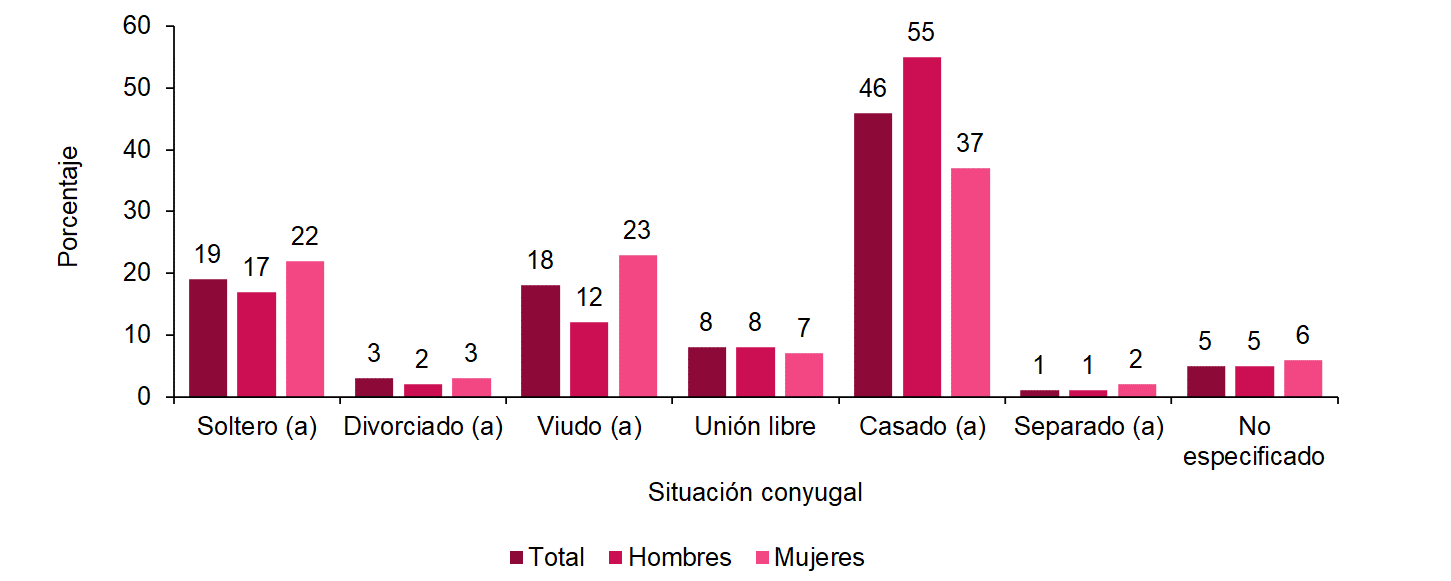 Porcentaje
60
50
40
30
20
10
0
19 17 22
3 2 3
18 12 23
8 8 7
46 55 37
1 1 2
5 5 6
Soltero (a) Divorciado (a) Viudo (a) Unión libre Casado (a) Separado (a) No
especificado
Situación conyugal
Total Hombres Mujeres